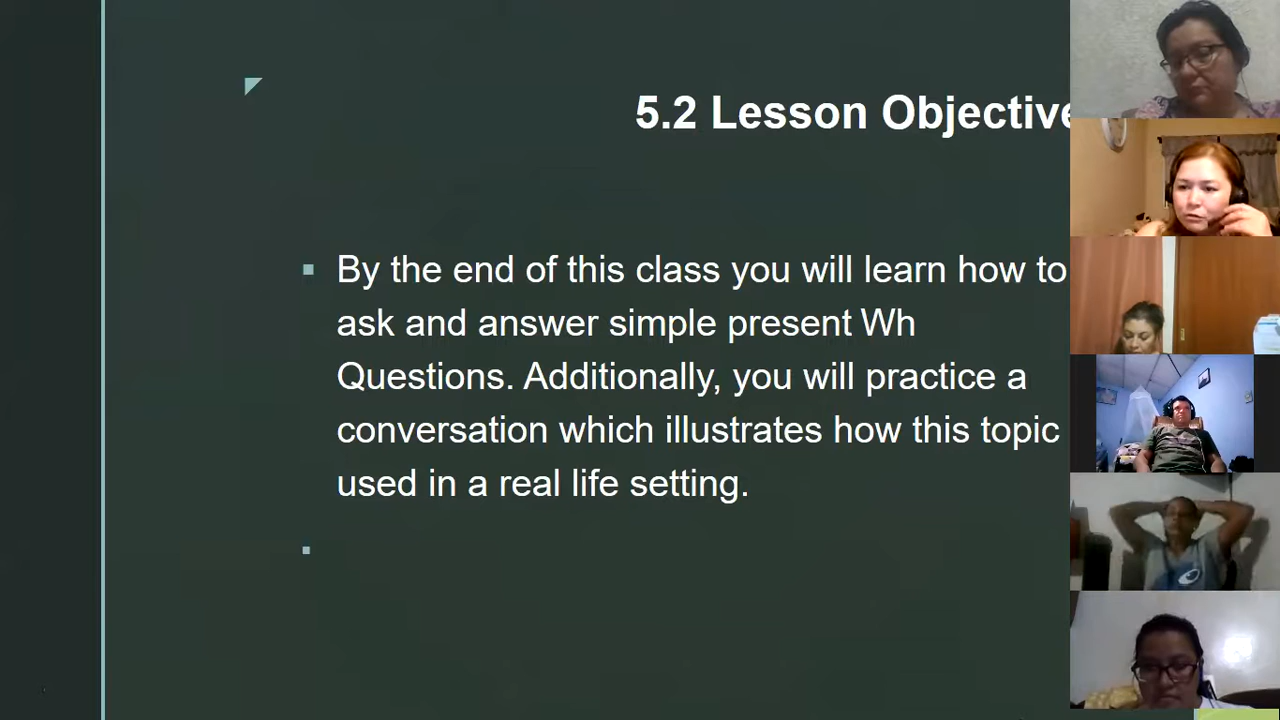 5.2 Lesson Objective
By the end of this class you will learn how to
ask and answer simple present Wh
Questions. Additionally, you will practice a
conversation which illustrates how this topic
used in a real life setting.